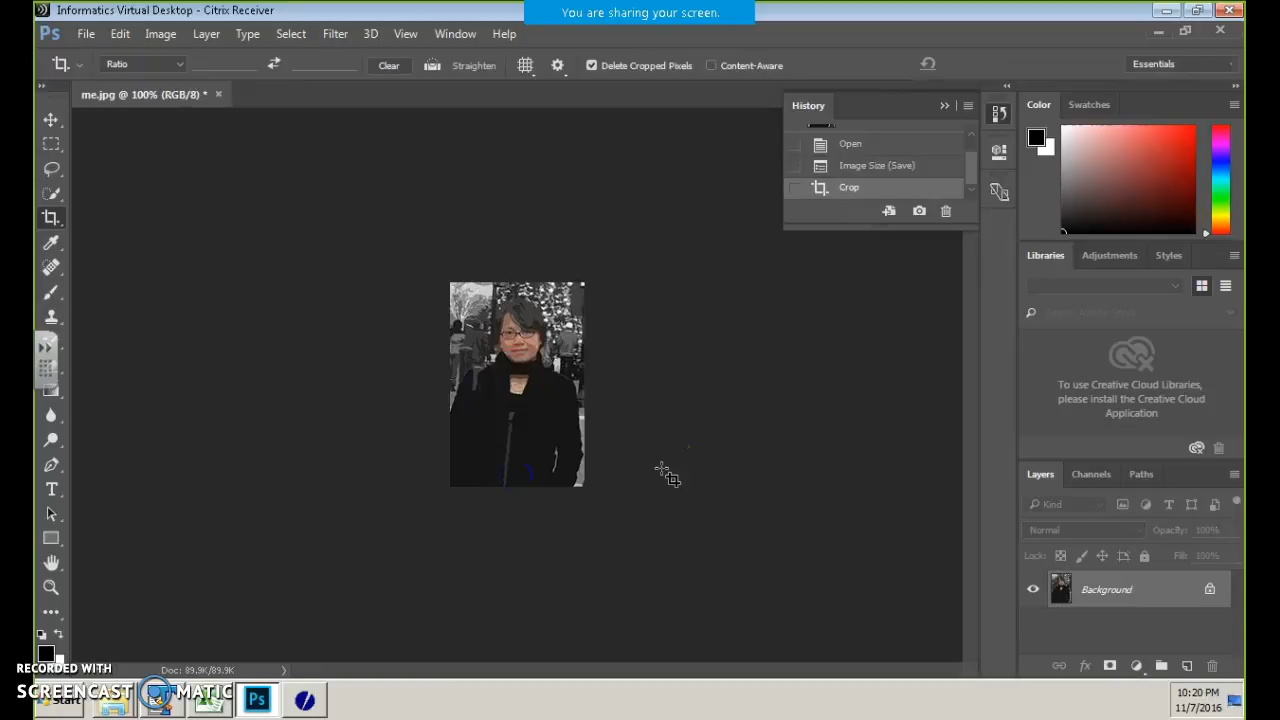 Informatics Virtual Desktop - Citrix Receiver
You are sharing your screen.
Ps File Edit Image Layer Type Select Filter 3D View Window Help
Ratio Clear Straighten Delete Cropped Pixels Content-Aware Essentials
me.jpg @ 100% (RGB/8) *
History
Open
Image Size (Save)
Crop
Color Swatches
Libraries Adjustments Styles
To use Creative Cloud Libraries,
please install the Creative Cloud
Application
Layers Channels Paths
Kind
Normal Opacity: 100%
Lock: Fill: 100%
Background
Doc: 89.9K/89.9K
RECORDED WITH
SCREENCAST MATIC
Start Ps
10:20 PM
11/7/2016